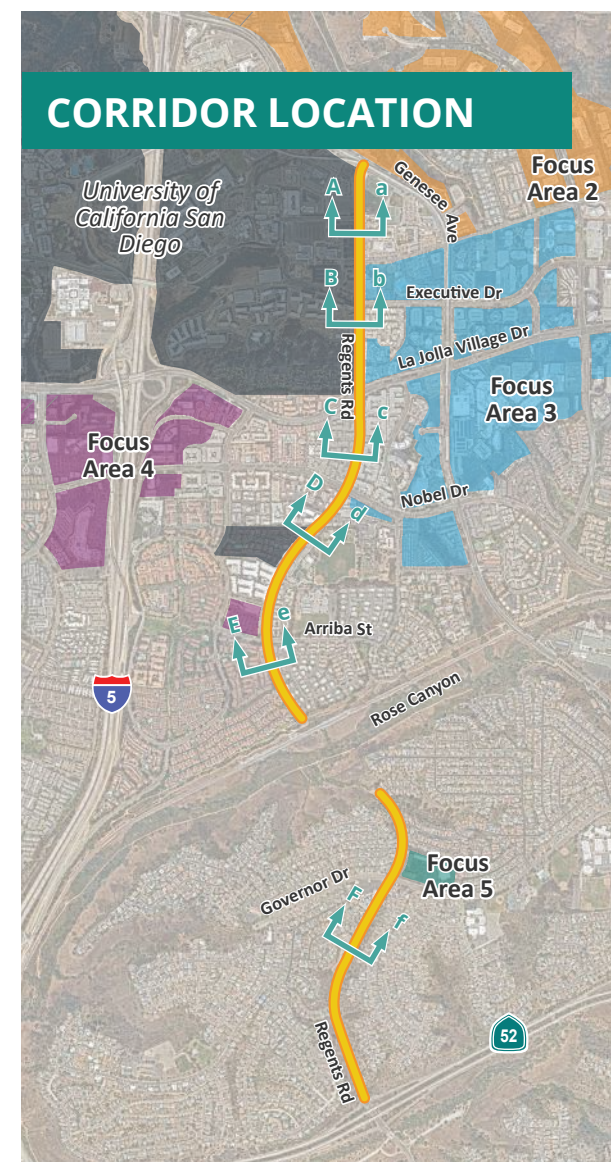 CORRIDOR LOCATION
Focus
Area 2
University of
California San
Diego
A
a
Genesee Ave
B
b
Executive Dr
Regents Rd
La Jolla Village Dr
Focus
Area 3
C
c
Focus
Area 4
D
d
Nobel Dr
E
e
Arriba St
5
Rose Canyon
Focus
Area 5
Governor Dr
F
f
Regents Rd
52